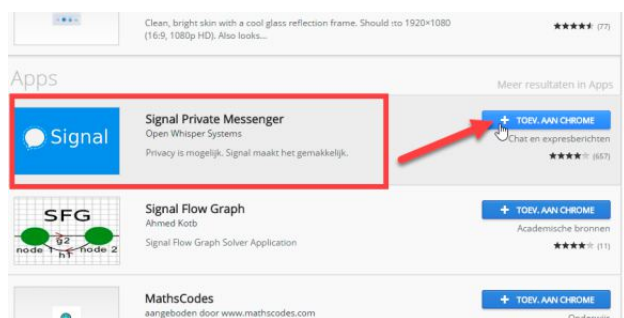 Clean, bright skin with a cool glass reflection frame. Should :to 1920×1080
(16:9, 1080p HD). Also looks...
(77)
Apps
Meer resultaten in Apps
Signal
Signal Private Messenger
Open Whisper Systems
Privacy is mogelijk. Signal maakt het gemakkelijk.
+ TOEV. AAN CHROME
Chat en expresberichten
(657)
SFG
g2
node 1 h1 node 2
Signal Flow Graph
Ahmed Kotb
Signal Flow Graph Solver Application
+ TOEV. AAN CHROME
Academische bronnen
(11)
MathsCodes
aangeboden door www.mathscodes.com
+ TOEV. AAN CHROME
Onderwijs